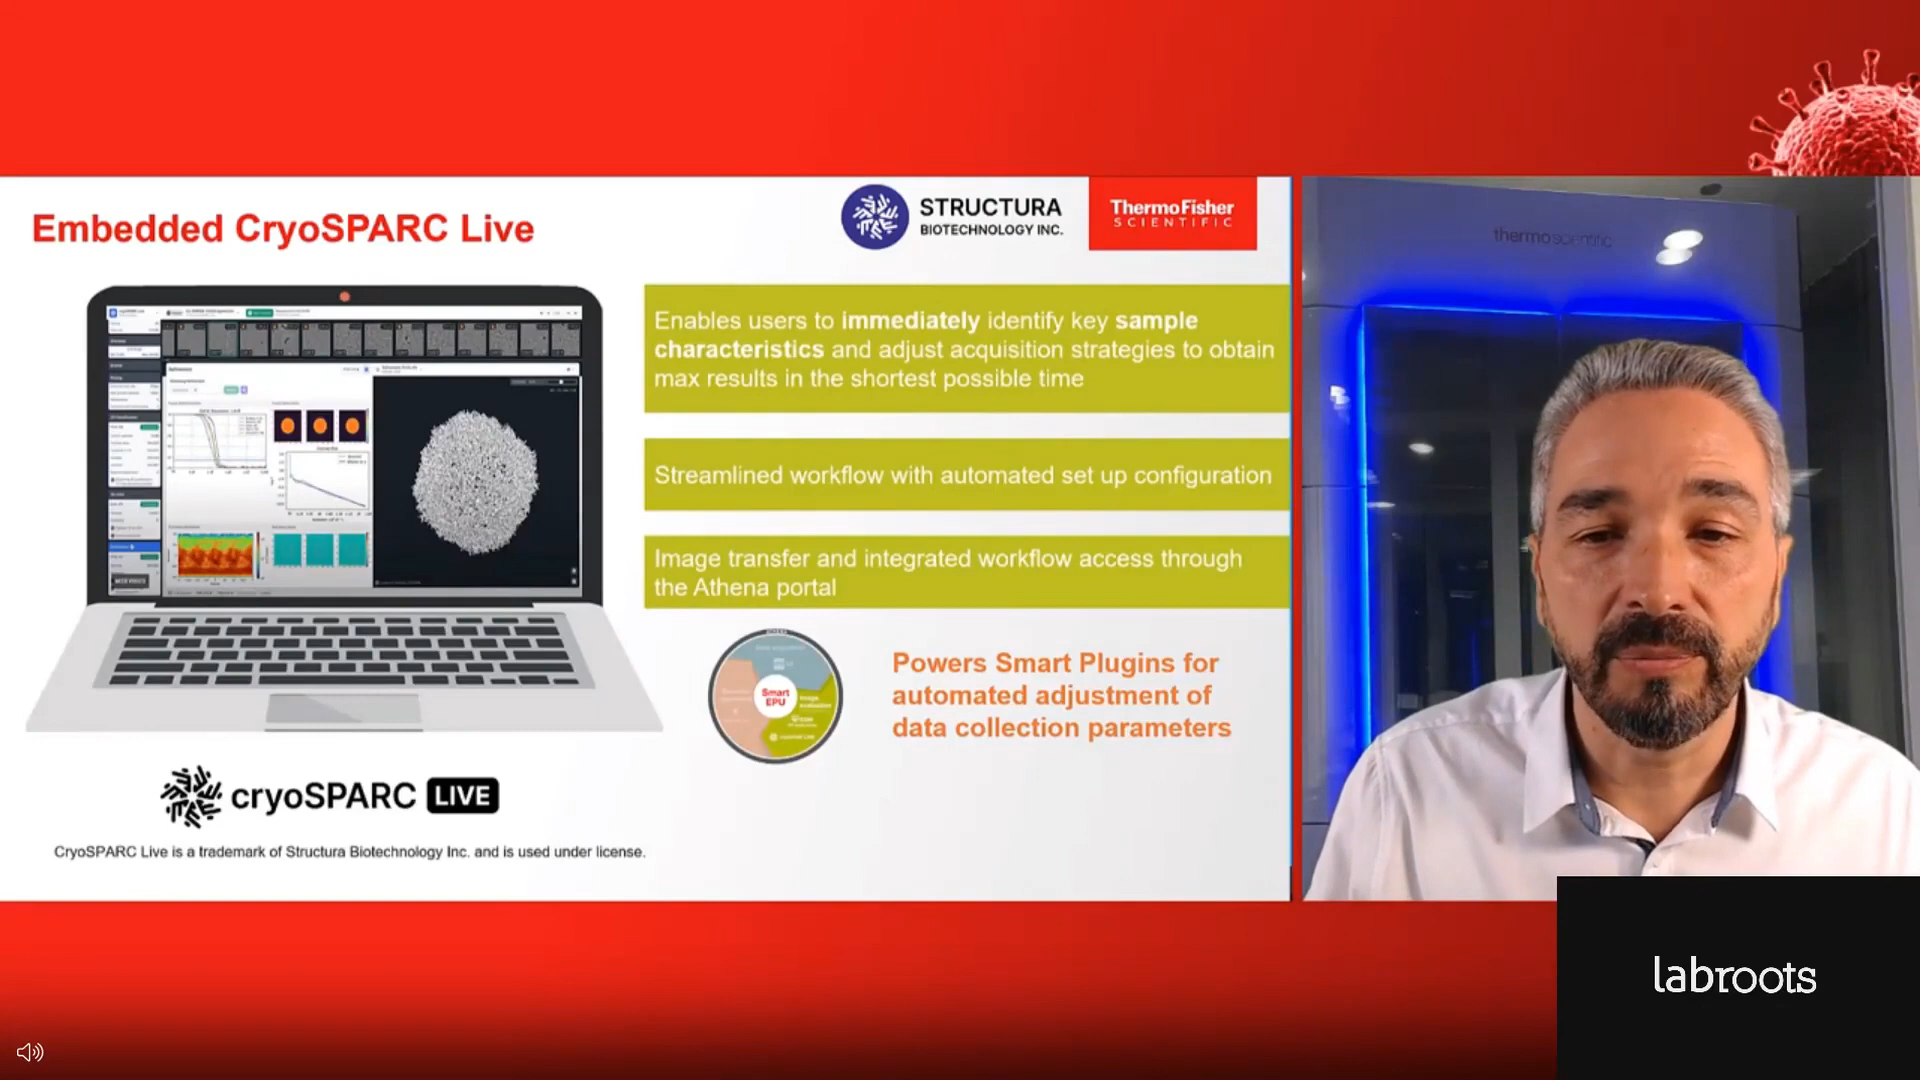 Embedded CryoSPARC Live
STRUCTURA
BIOTECHNOLOGY INC.
ThermoFisher
SCIENTIFIC
thermo scientific
Enables users to immediately identify key sample
characteristics and adjust acquisition strategies to obtain
max results in the shortest possible time
Streamlined workflow with automated set up configuration
Image transfer and integrated workflow access through
the Athena portal
Smart
EPU
Image
evaluation
Powers Smart Plugins for
automated adjustment of
data collection parameters
cryoSPARC LIVE
CryoSPARC Live is a trademark of Structura Biotechnology Inc. and is used under license.
labroots